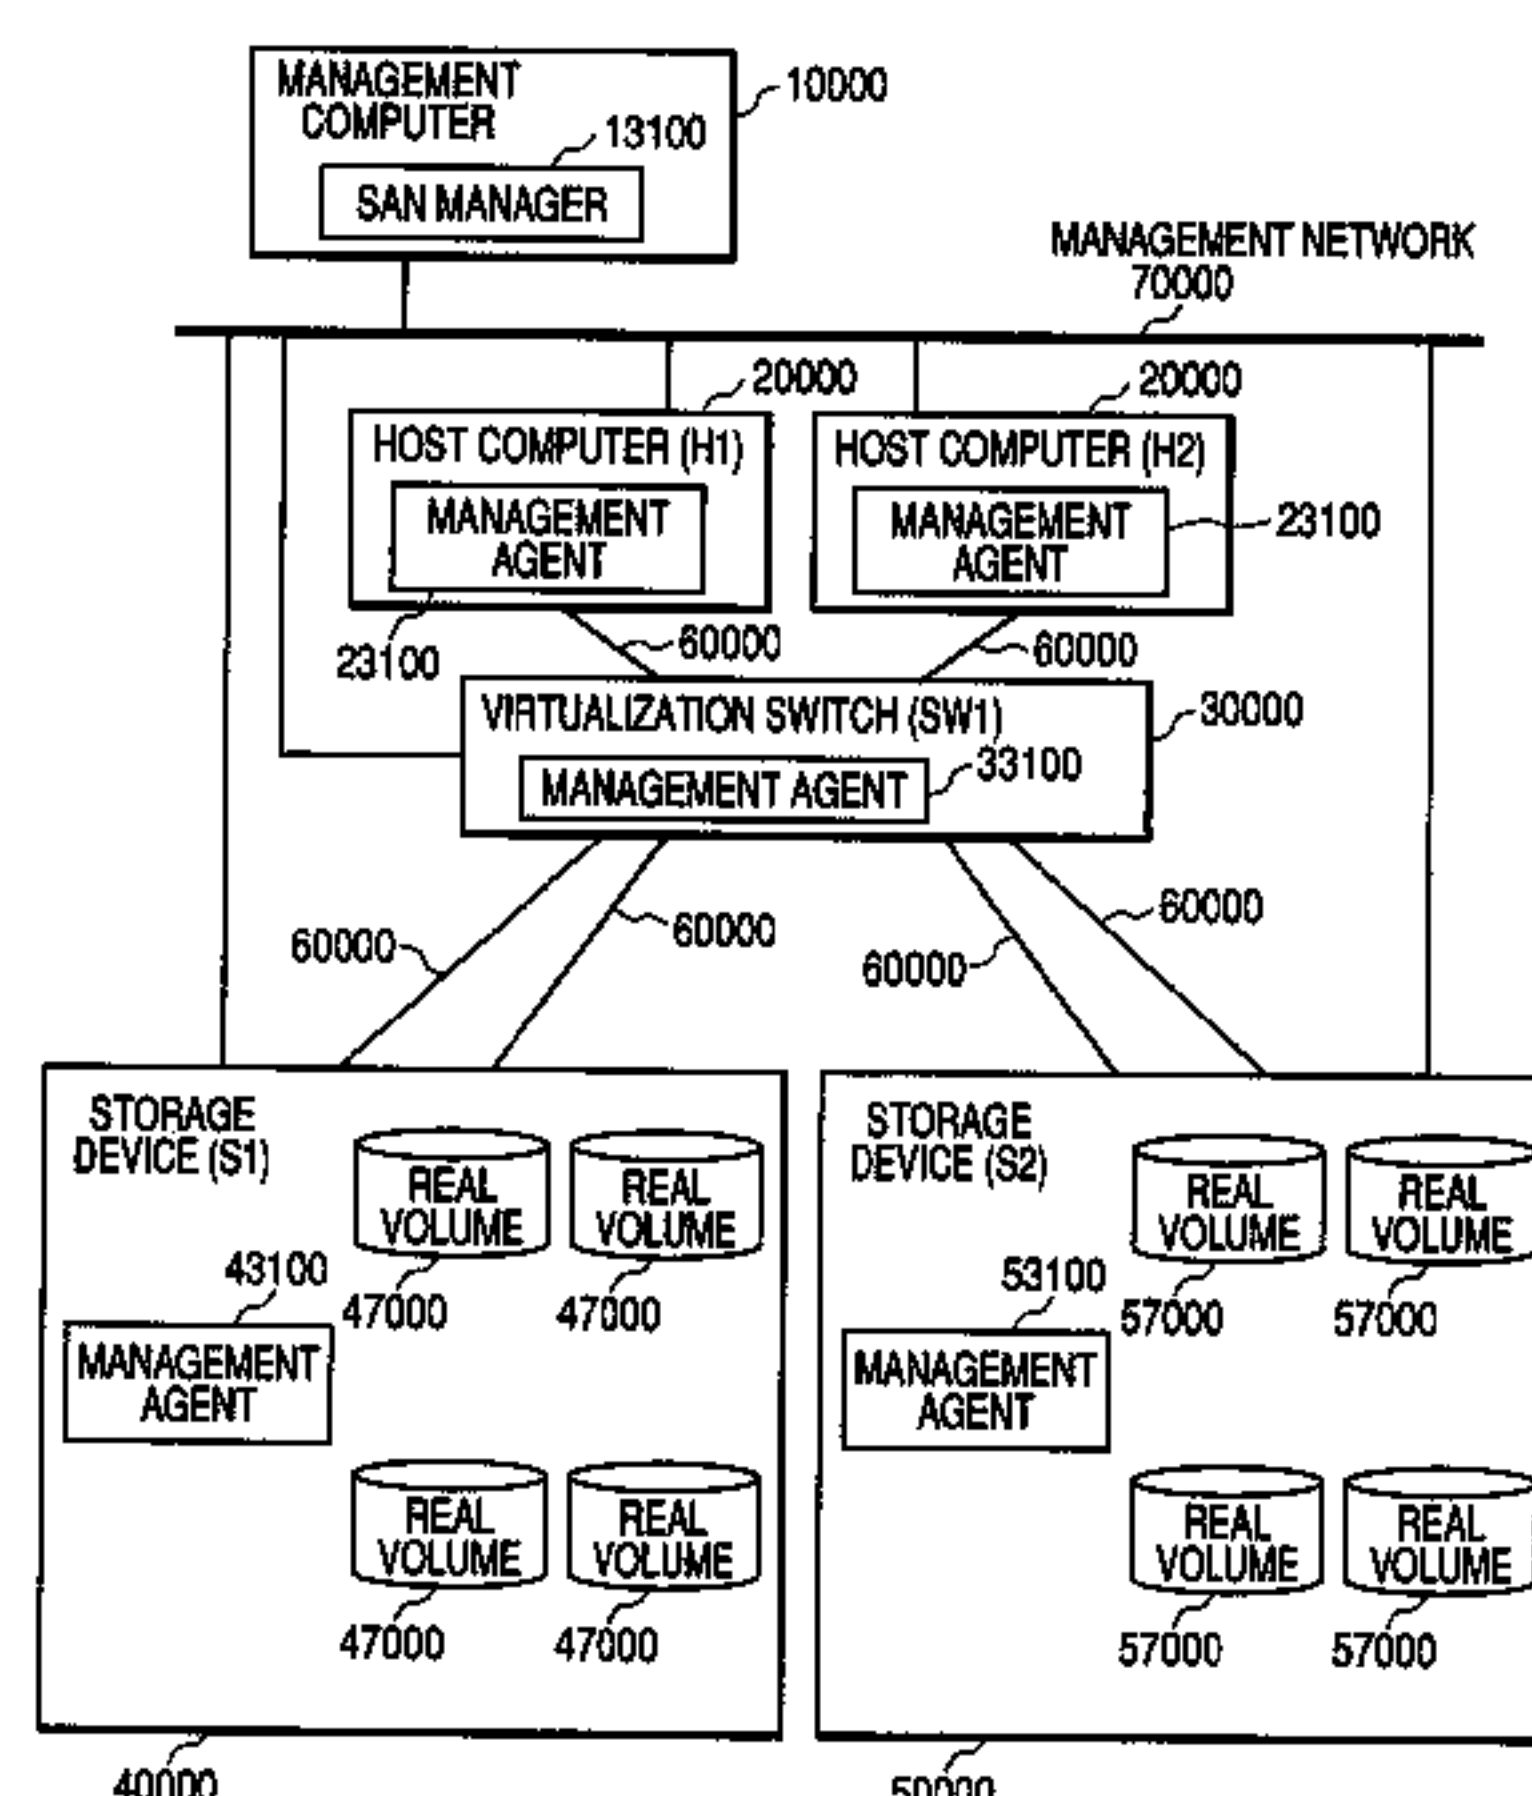 MANAGEMENT
COMPUTER
10000
13100
SAN MANAGER
MANAGEMENT NETWORK
70000
20000
20000
HOST COMPUTER (H1)
HOST COMPUTER (H2)
MANAGEMENT
AGENT
MANAGEMENT
AGENT
23100
23100
60000
60000
VIRTUALIZATION SWITCH (SW1)
30000
33100
MANAGEMENT AGENT
60000
60000
60000
60000
STORAGE
DEVICE (S1)
REAL
VOLUME
REAL
VOLUME
43100
47000
47000
MANAGEMENT
AGENT
REAL
VOLUME
REAL
VOLUME
47000
47000
40000
STORAGE
DEVICE (S2)
REAL
VOLUME
REAL
VOLUME
53100
57000
57000
MANAGEMENT
AGENT
REAL
VOLUME
REAL
VOLUME
57000
57000
50000